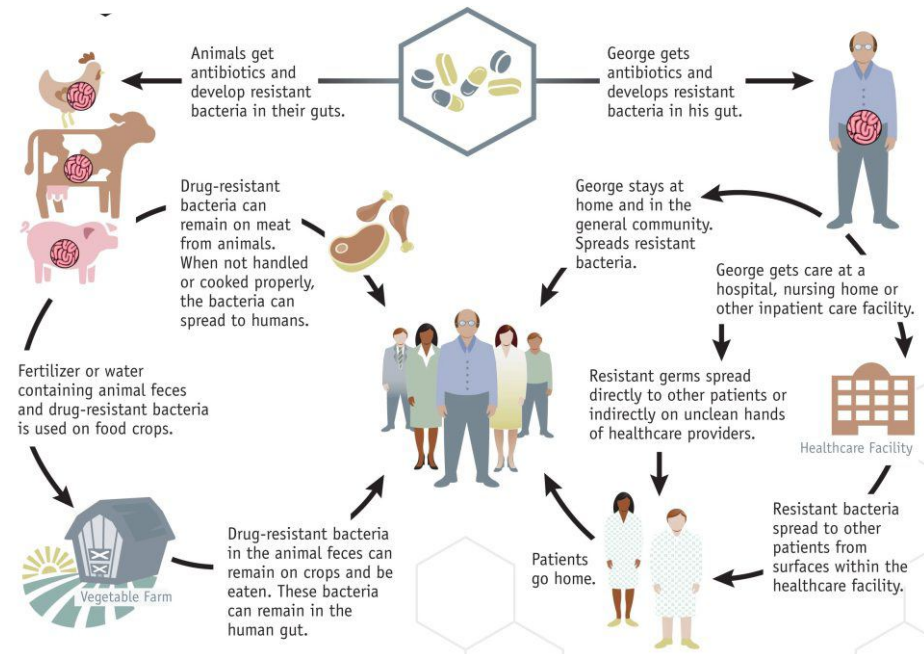 Animals get
antibiotics and
develop resistant
bacteria in their guts.
George gets
antibiotics and
develops resistant
bacteria in his gut.
Drug-resistant
bacteria can
remain on meat
from animals.
When not handled
or cooked properly,
the bacteria can
spread to humans.
George stays at
home and in the
general community.
Spreads resistant
bacteria.
George gets care at a
hospital, nursing home or
other inpatient care facility.
Fertilizer or water
containing animal feces
and drug-resistant bacteria
is used on food crops.
Resistant germs spread
directly to other patients or
indirectly on unclean hands
of healthcare providers.
Healthcare Facility
Vegetable Farm
Drug-resistant bacteria
in the animal feces can
remain on crops and be
eaten. These bacteria
can remain in the
human gut.
Patients
go home.
Resistant bacteria
spread to other
patients from
surfaces within the
healthcare facility.